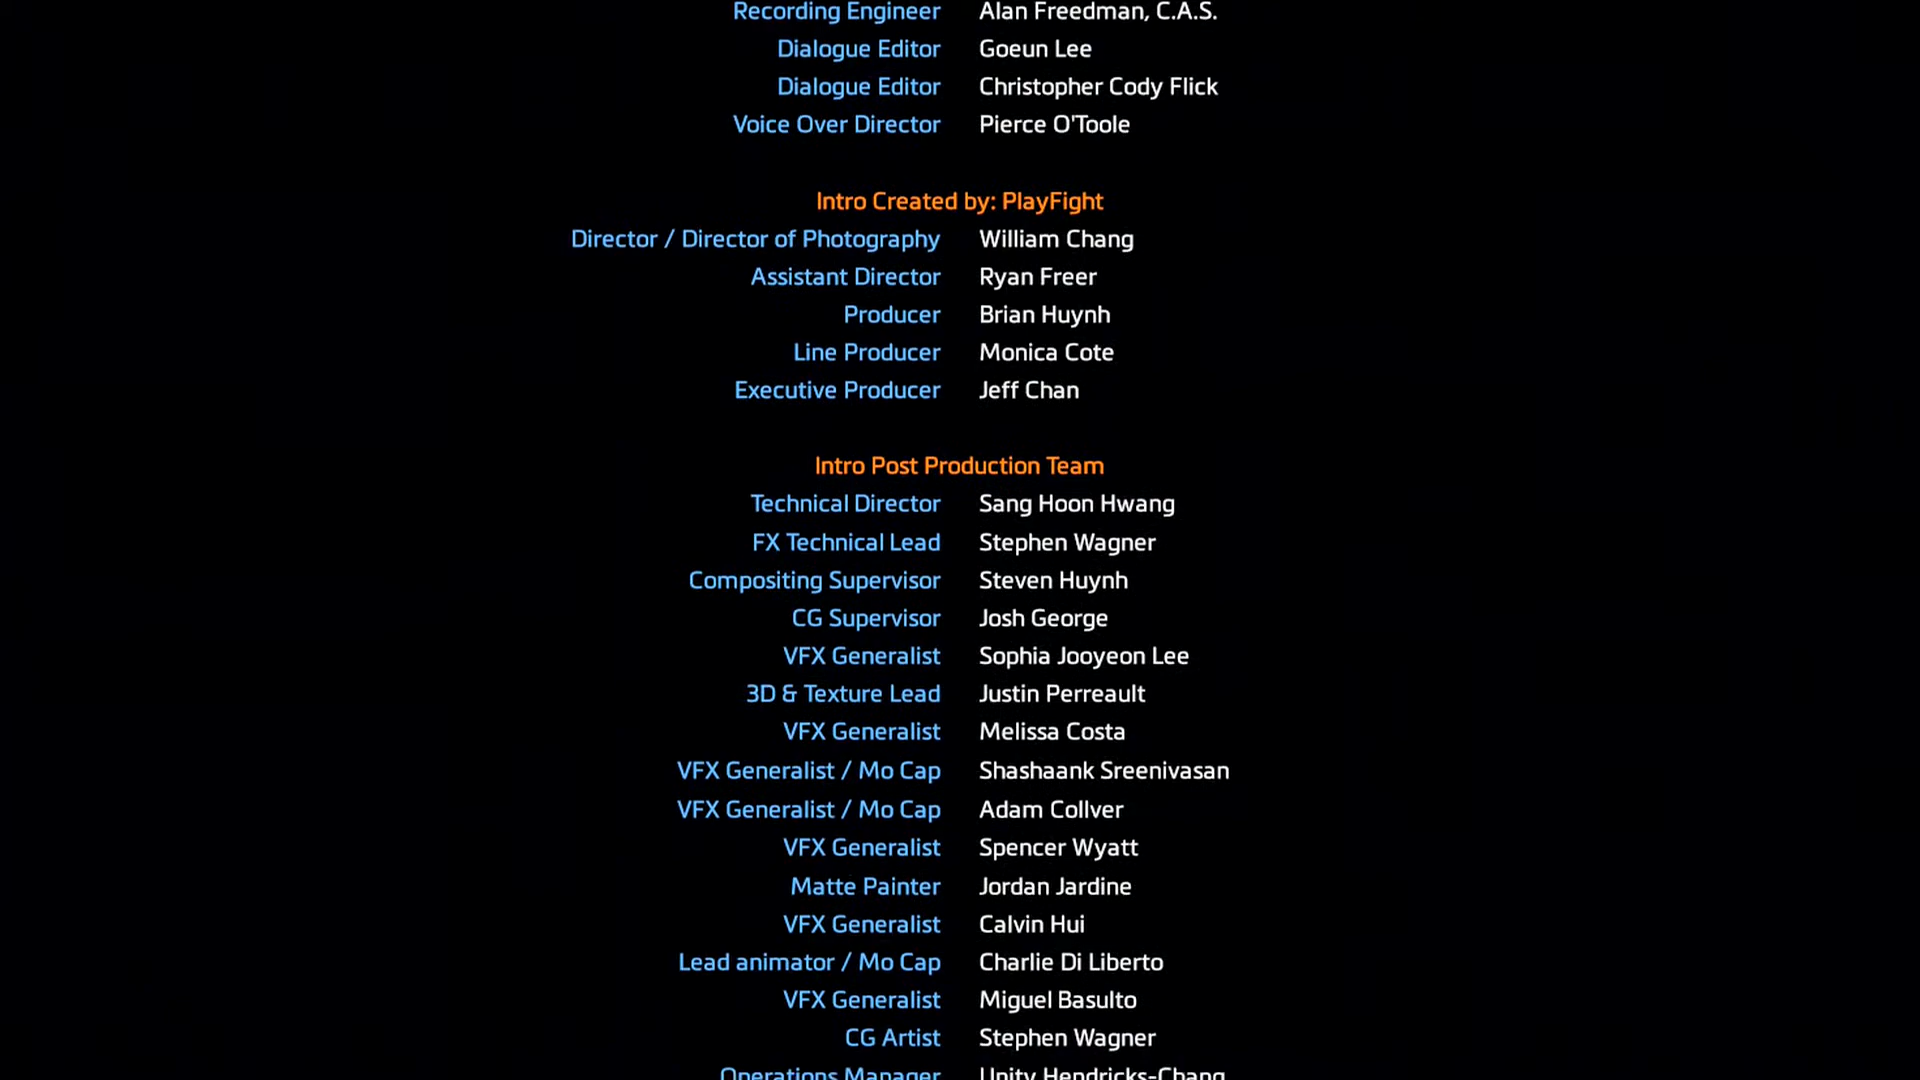 Recording Engineer Alan Freedman, C.A.S.
Dialogue Editor Goeun Lee
Dialogue Editor Christopher Cody Flick
Voice Over Director Pierce O'Toole
Intro Created by: PlayFight
Director / Director of Photography William Chang
Assistant Director Ryan Freer
Producer Brian Huynh
Line Producer Monica Cote
Executive Producer Jeff Chan
Intro Post Production Team
Technical Director Sang Hoon Hwang
FX Technical Lead Stephen Wagner
Compositing Supervisor Steven Huynh
CG Supervisor Josh George
VFX Generalist Sophia Jooyeon Lee
3D & Texture Lead Justin Perreault
VFX Generalist Melissa Costa
VFX Generalist / Mo Cap Shashaank Sreenivasan
VFX Generalist / Mo Cap Adam Collver
VFX Generalist Spencer Wyatt
Matte Painter Jordan Jardine
VFX Generalist Calvin Hui
Lead animator / Mo Cap Charlie Di Liberto
VFX Generalist Miguel Basulto
CG Artist Stephen Wagner
Operations Manager Unity Hendricks-Chang